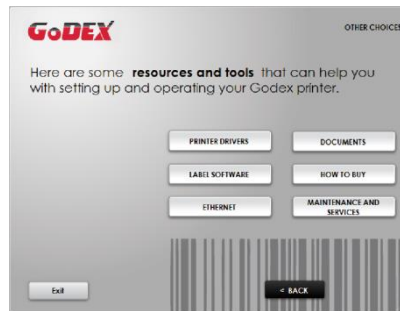 GoDEX
OTHER CHOICES
Here are some resources and tools that can help you
with setting up and operating your Godex printer.
PRINTER DRIVERS
DOCUMENTS
LABEL SOFTWARE
HOW TO BUY
ETHERNET
MAINTENANCE AND
SERVICES
Exit
< BACK